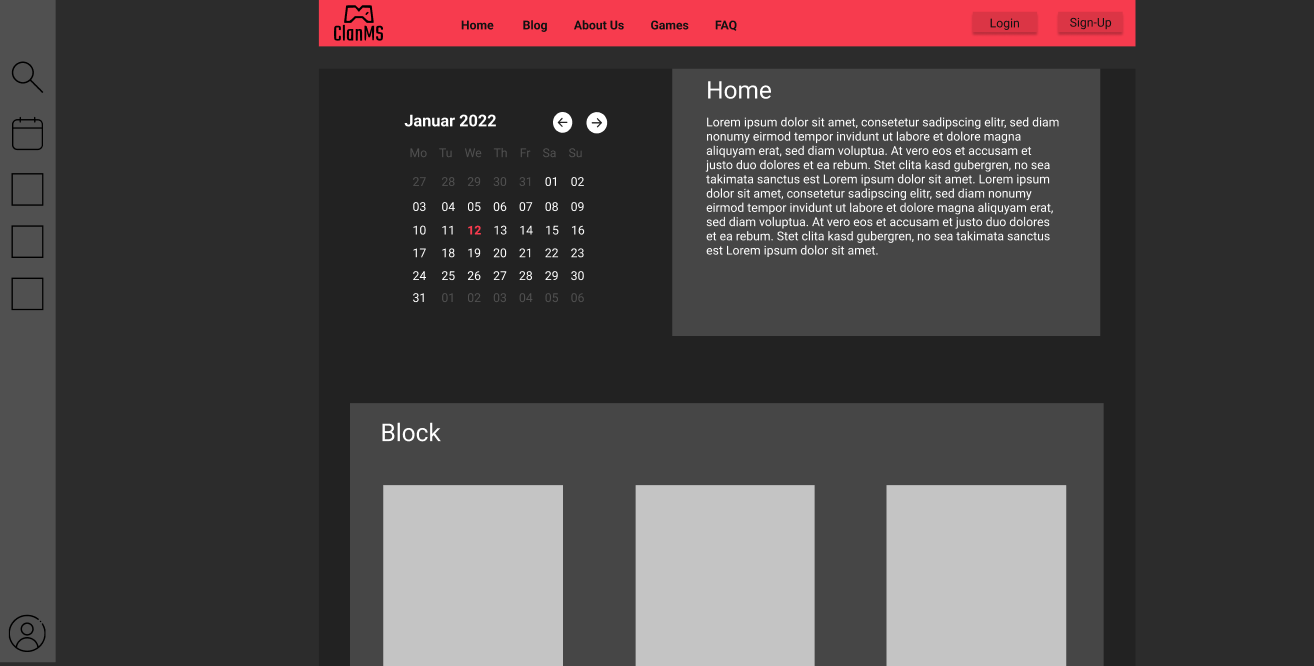 ClanMS
Home Blog About Us Games FAQ
Login Sign-Up
Januar 2022
Mo Tu We Th Fr Sa Su
27 28 29 30 31 01 02
03 04 05 06 07 08 09
10 11 12 13 14 15 16
17 18 19 20 21 22 23
24 25 26 27 28 29 30
31 01 02 03 04 05 06
Home
Lorem ipsum dolor sit amet, consetetur sadipscing elitr, sed diam
nonumy eirmod tempor invidunt ut labore et dolore magna
aliquyam erat, sed diam voluptua. At vero eos et accusam et
justo duo dolores et ea rebum. Stet clita kasd gubergren, no sea
takimata sanctus est Lorem ipsum dolor sit amet. Lorem ipsum
dolor sit amet, consetetur sadipscing elitr, sed diam nonumy
eirmod tempor invidunt ut labore et dolore magna aliquyam erat,
sed diam voluptua. At vero eos et accusam et justo duo dolores
et ea rebum. Stet clita kasd gubergren, no sea takimata sanctus
est Lorem ipsum dolor sit amet.
Block